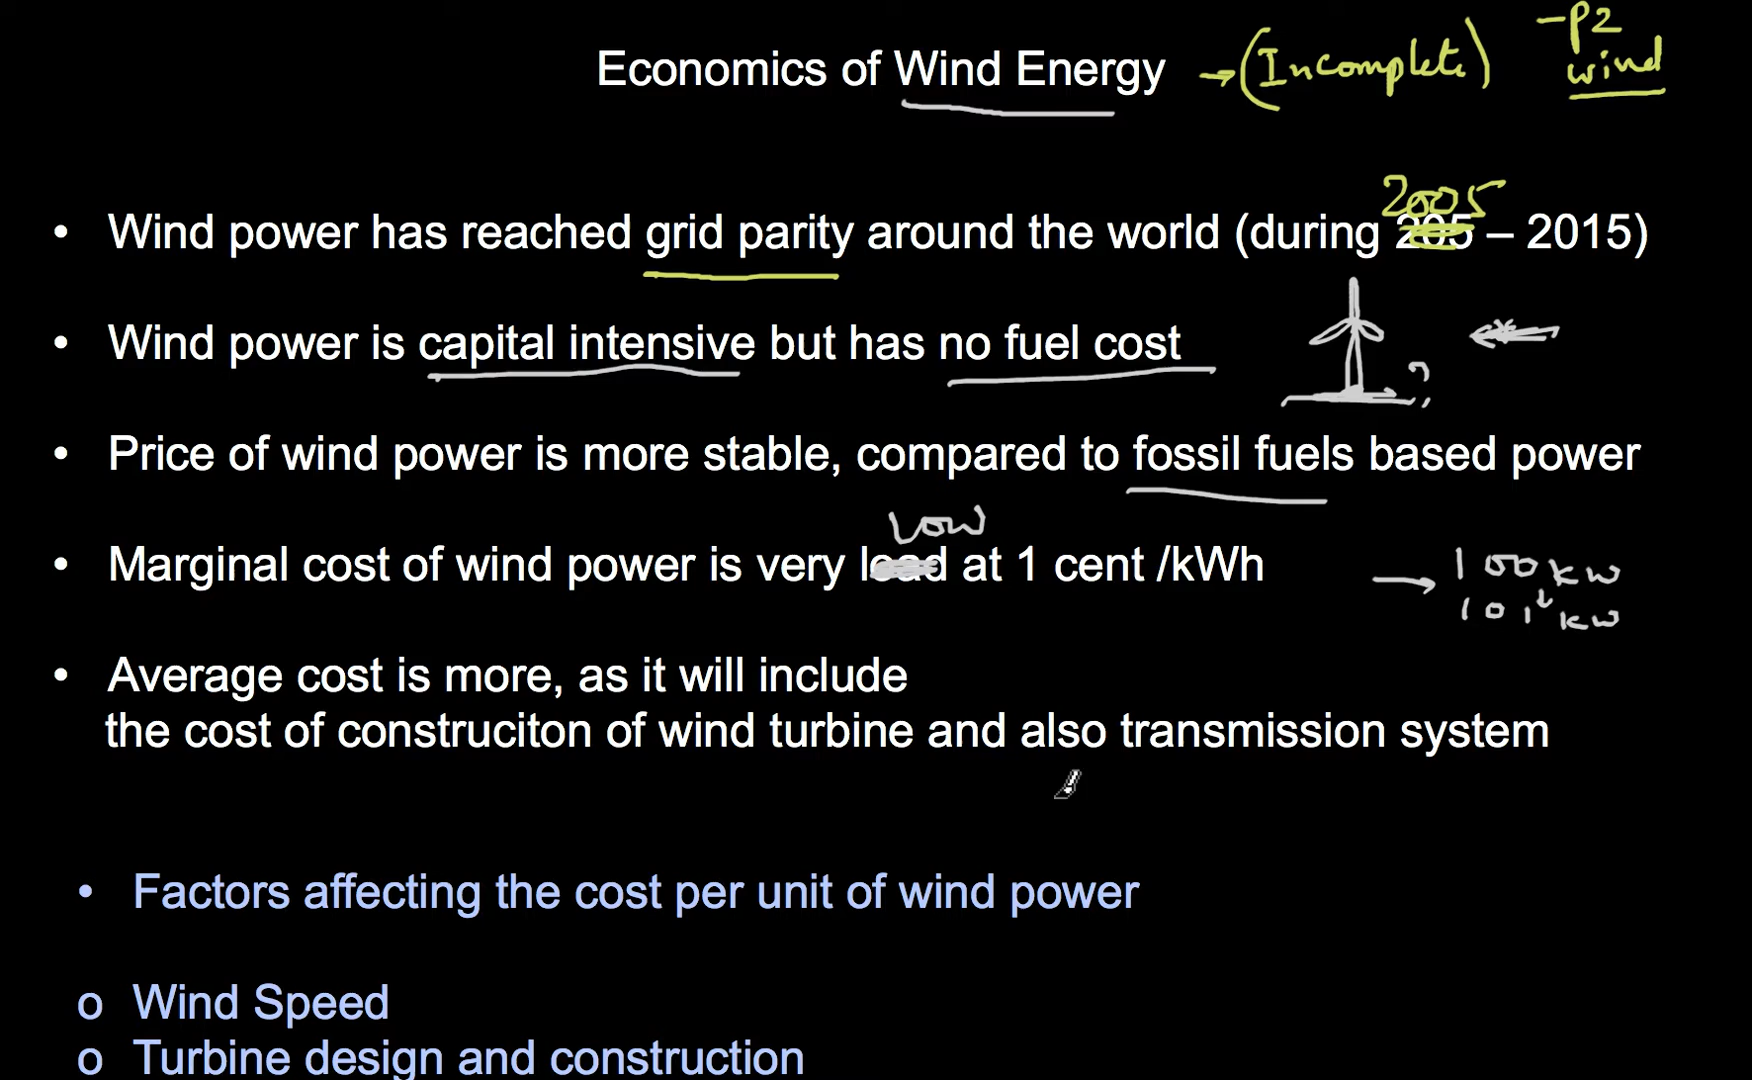 Economics of Wind Energy → (Incomplete) – P2
wind
2005
• Wind power has reached grid parity around the world (during 205 – 2015)
• Wind power is capital intensive but has no fuel cost
?
• Price of wind power is more stable, compared to fossil fuels based power
Low
• Marginal cost of wind power is very lead at 1 cent /kWh → 100 kw
101 kw
• Average cost is more, as it will include
the cost of construciton of wind turbine and also transmission system
• Factors affecting the cost per unit of wind power
o Wind Speed
o Turbine design and construction